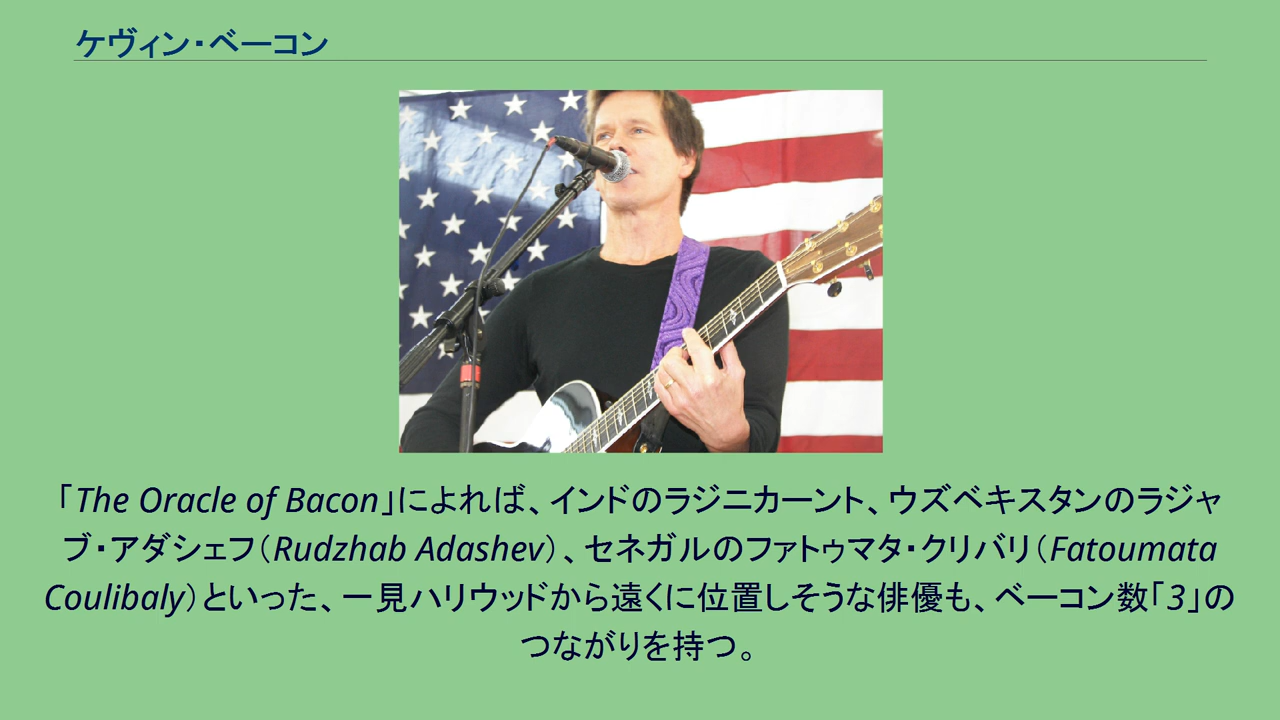 ケヴィン・ベーコン
「The Oracle of Bacon」によれば、インドのラジニカーント、ウズベキスタンのラジャ
ブ・アダシェフ（Rudzhab Adashev）、セネガルのファトゥマタ・クリバリ（Fatoumata
Coulibaly）といった、一見ハリウッドから遠くに位置しそうな俳優も、ベーコン数「3」の
つながりを持つ。